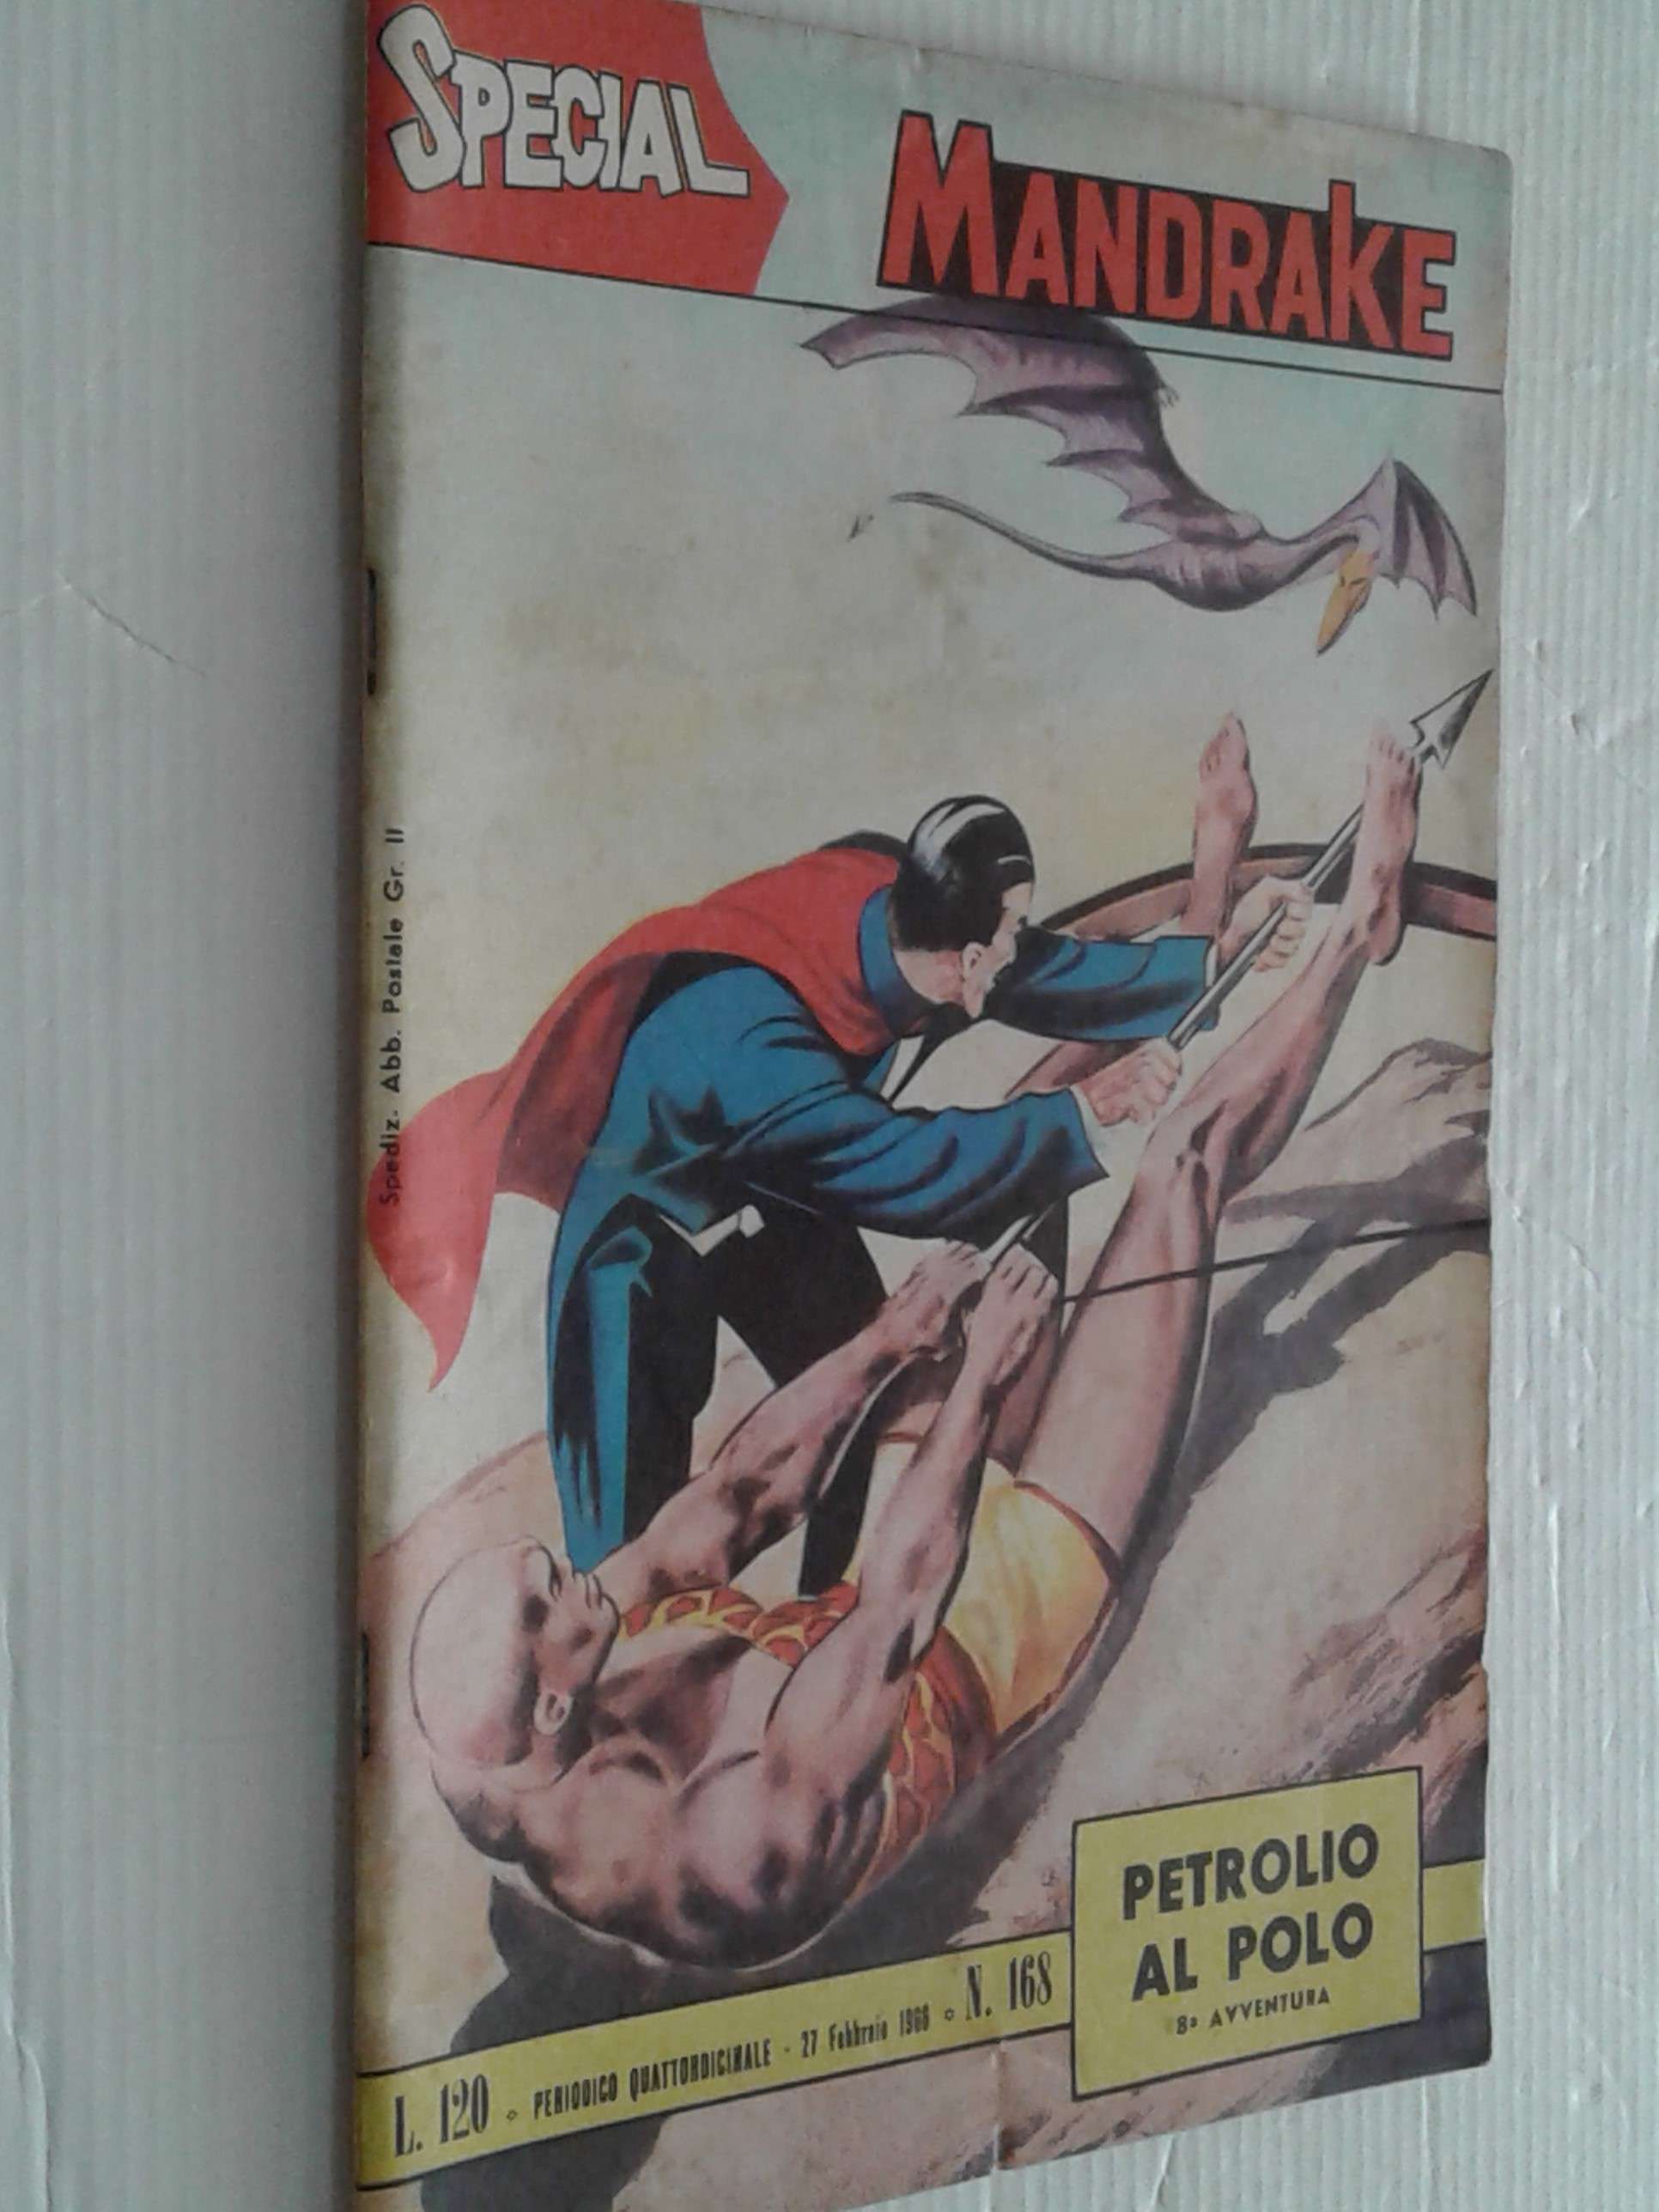 SPECIAL
MANDRAKE
Spediz. Abb. Postale Gr. II
PETROLIO
AL POLO
8ª AVVENTURA
L. 120 ◇ PERIODICO QUATTORDICINALE - 27 Febbraio 1966 ◇ N. 168